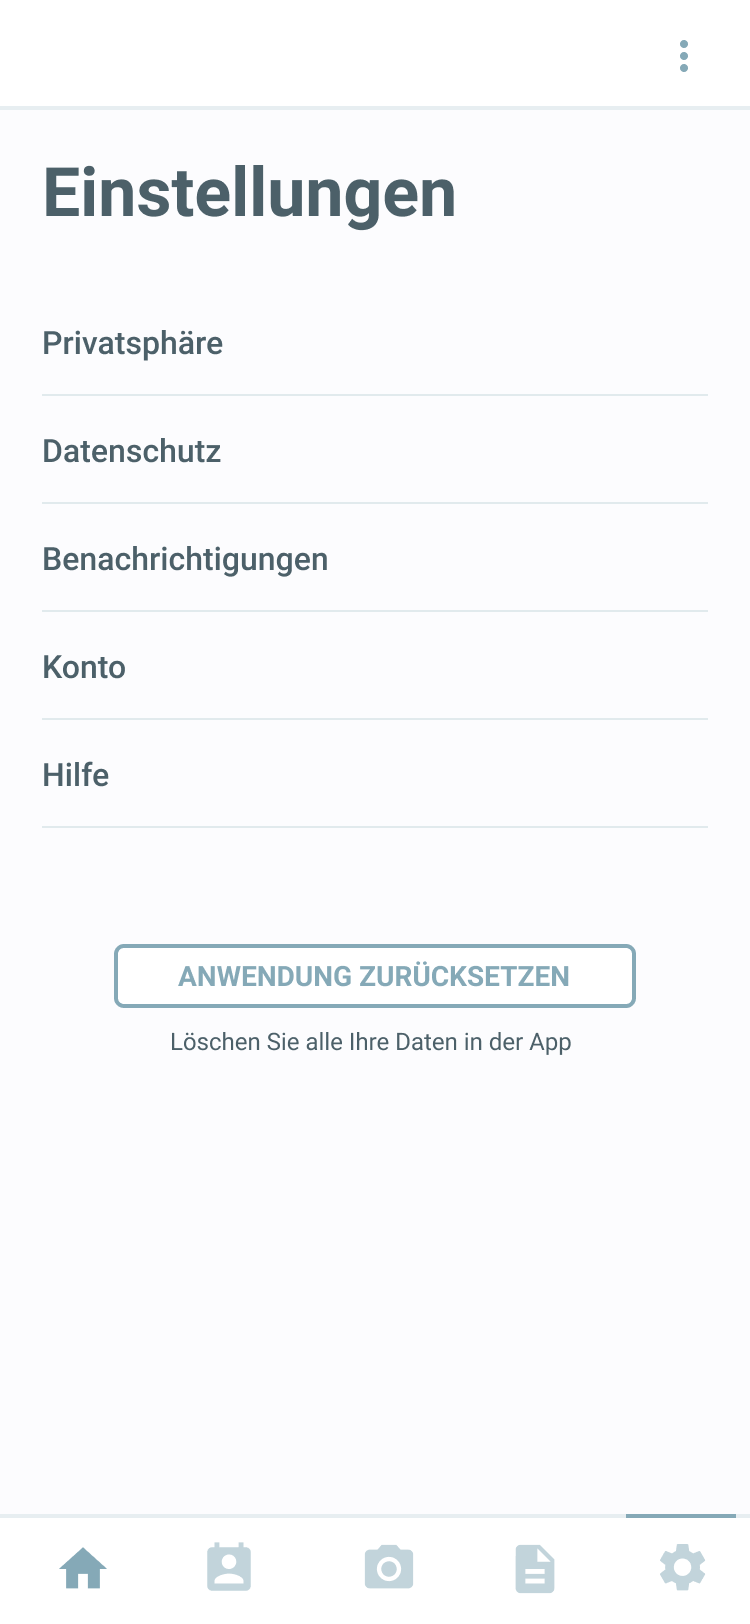 Einstellungen
Privatsphäre
Datenschutz
Benachrichtigungen
Konto
Hilfe
ANWENDUNG ZURÜCKSETZEN
Löschen Sie alle Ihre Daten in der App